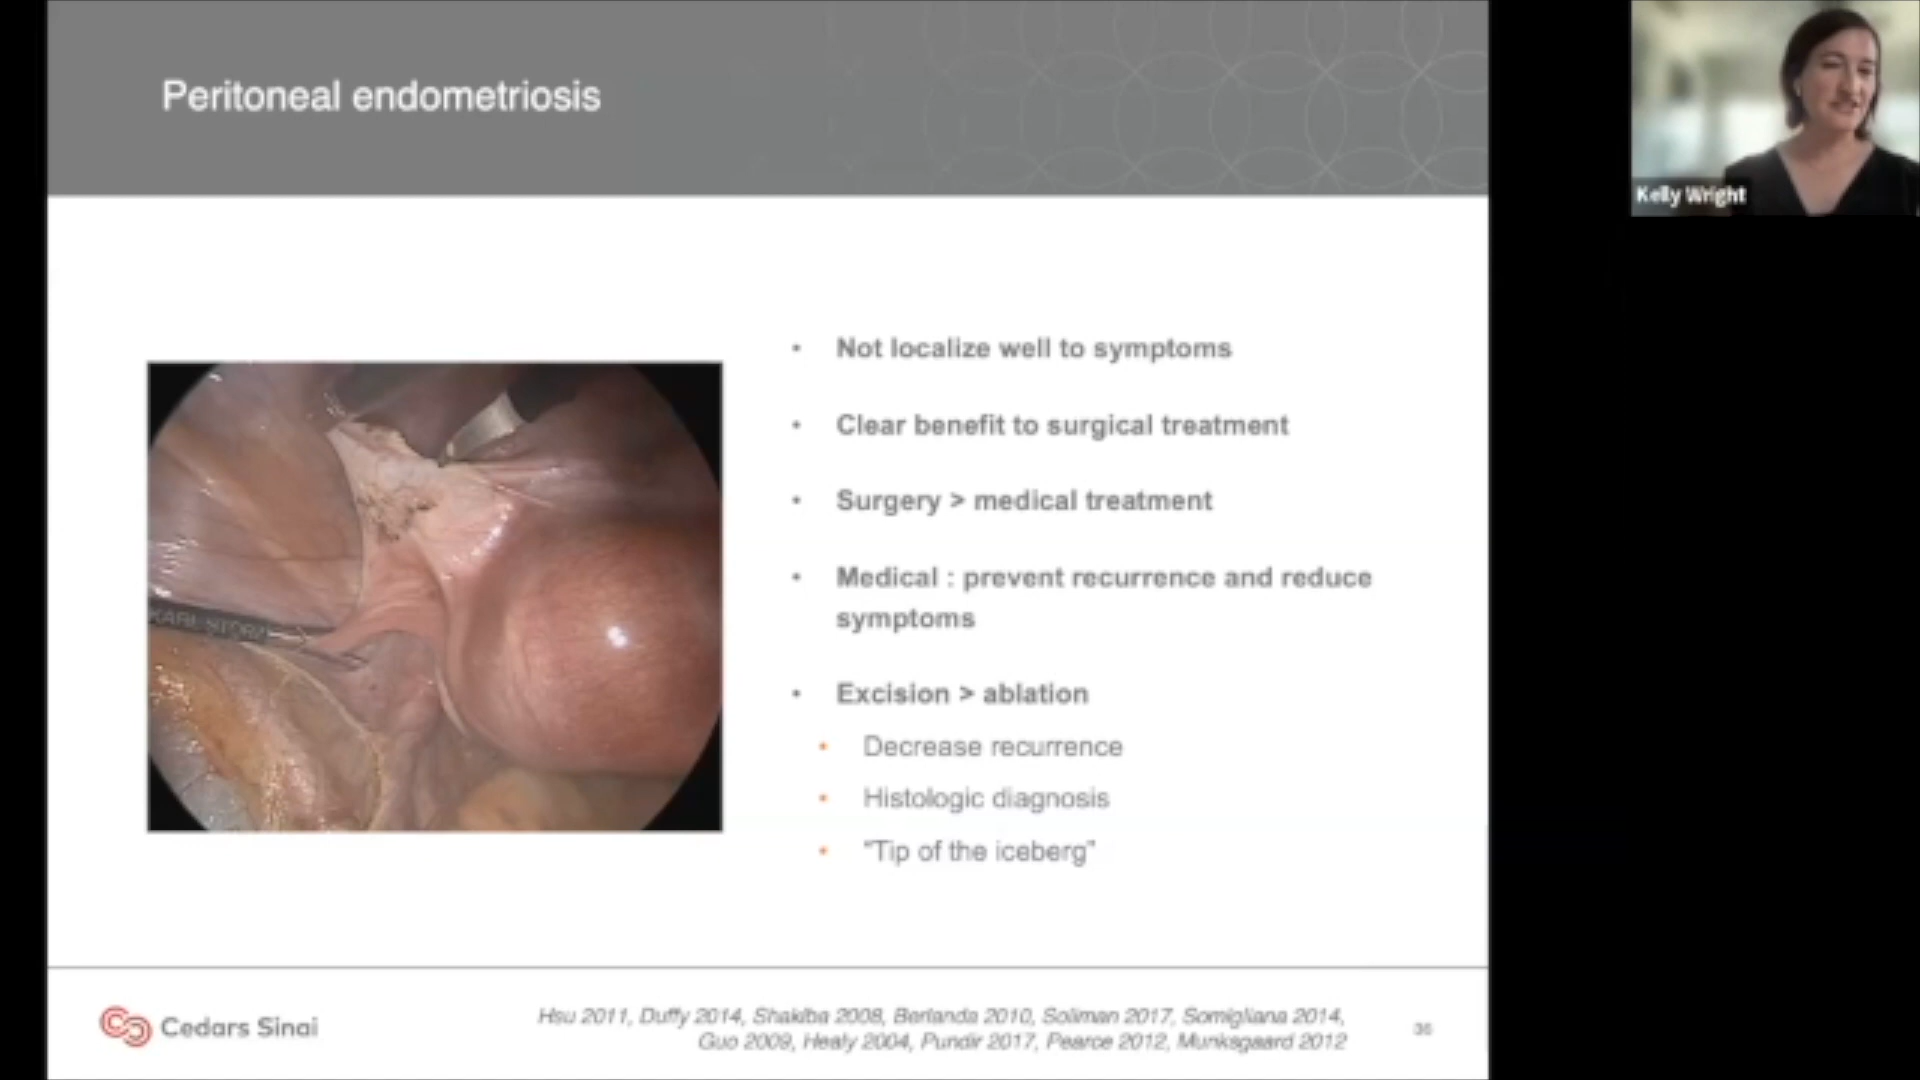 Peritoneal endometriosis
Kelly Wright
• Not localize well to symptoms
• Clear benefit to surgical treatment
• Surgery > medical treatment
• Medical : prevent recurrence and reduce
symptoms
• Excision > ablation
• Decrease recurrence
• Histologic diagnosis
• "Tip of the iceberg"
KARL STORZ
Cedars Sinai
Hsu 2011, Duffy 2014, Shakiba 2008, Berlanda 2010, Soliman 2017, Somigliana 2014,
Guo 2009, Healy 2004, Pundir 2017, Pearce 2012, Munksgaard 2012
36